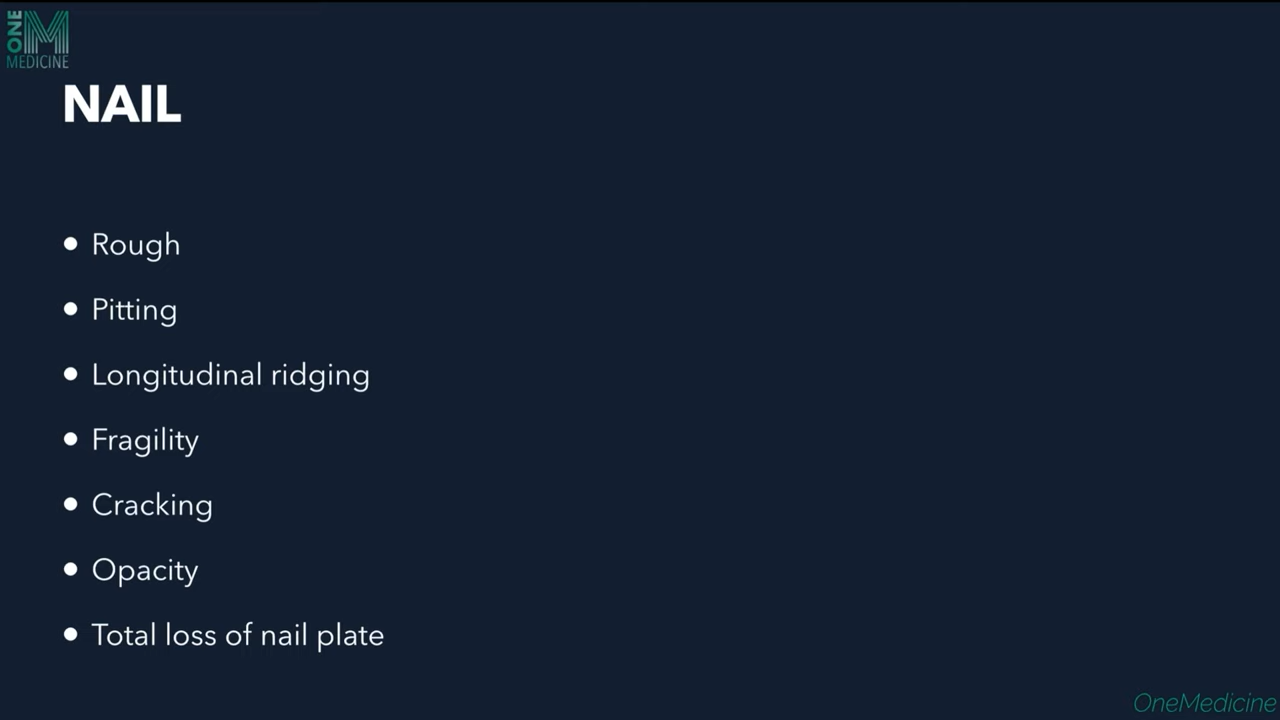 ONE
M
MEDICINE
NAIL
• Rough
• Pitting
• Longitudinal ridging
• Fragility
• Cracking
• Opacity
• Total loss of nail plate
OneMedicine